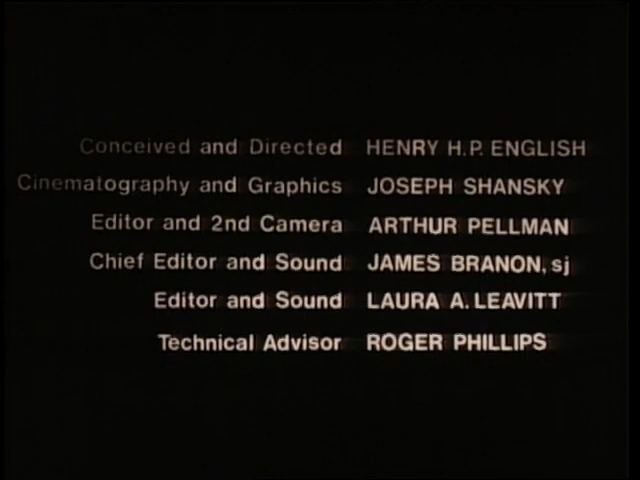 Conceived and Directed HENRY H.P. ENGLISH
Cinematography and Graphics JOSEPH SHANSKY
Editor and 2nd Camera ARTHUR PELLMAN
Chief Editor and Sound JAMES BRANON, sj
Editor and Sound LAURA A. LEAVITT
Technical Advisor ROGER PHILLIPS